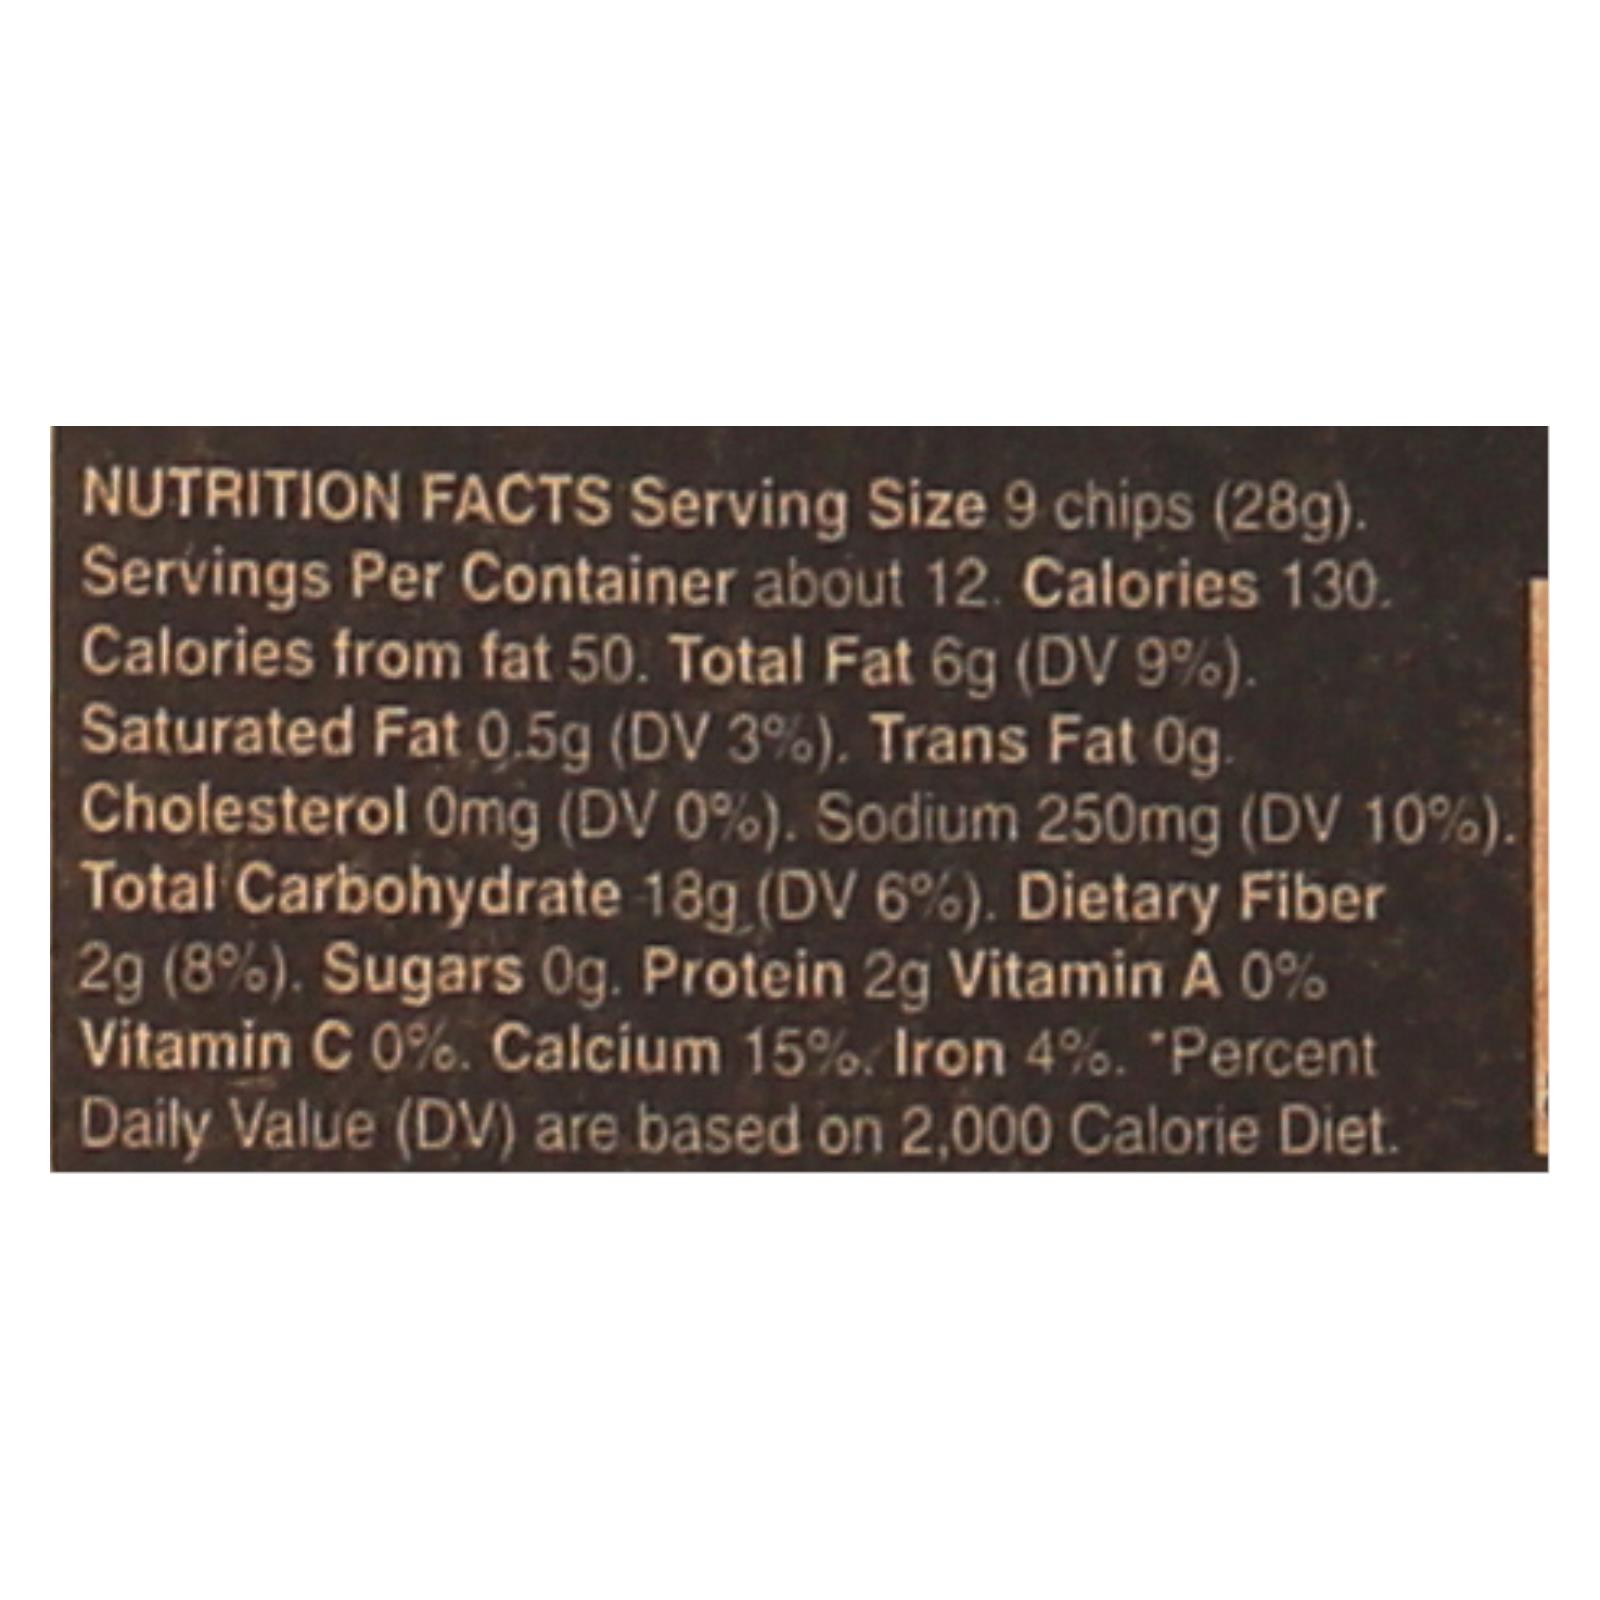 NUTRITION FACTS Serving Size 9 chips (28g).
Servings Per Container about 12. Calories 130.
Calories from fat 50. Total Fat 6g (DV 9%).
Saturated Fat 0.5g (DV 3%). Trans Fat 0g.
Cholesterol 0mg (DV 0%). Sodium 250mg (DV 10%).
Total Carbohydrate 18g (DV 6%). Dietary Fiber
2g (8%). Sugars 0g. Protein 2g Vitamin A 0%
Vitamin C 0%. Calcium 15%. Iron 4%. *Percent
Daily Value (DV) are based on 2,000 Calorie Diet.